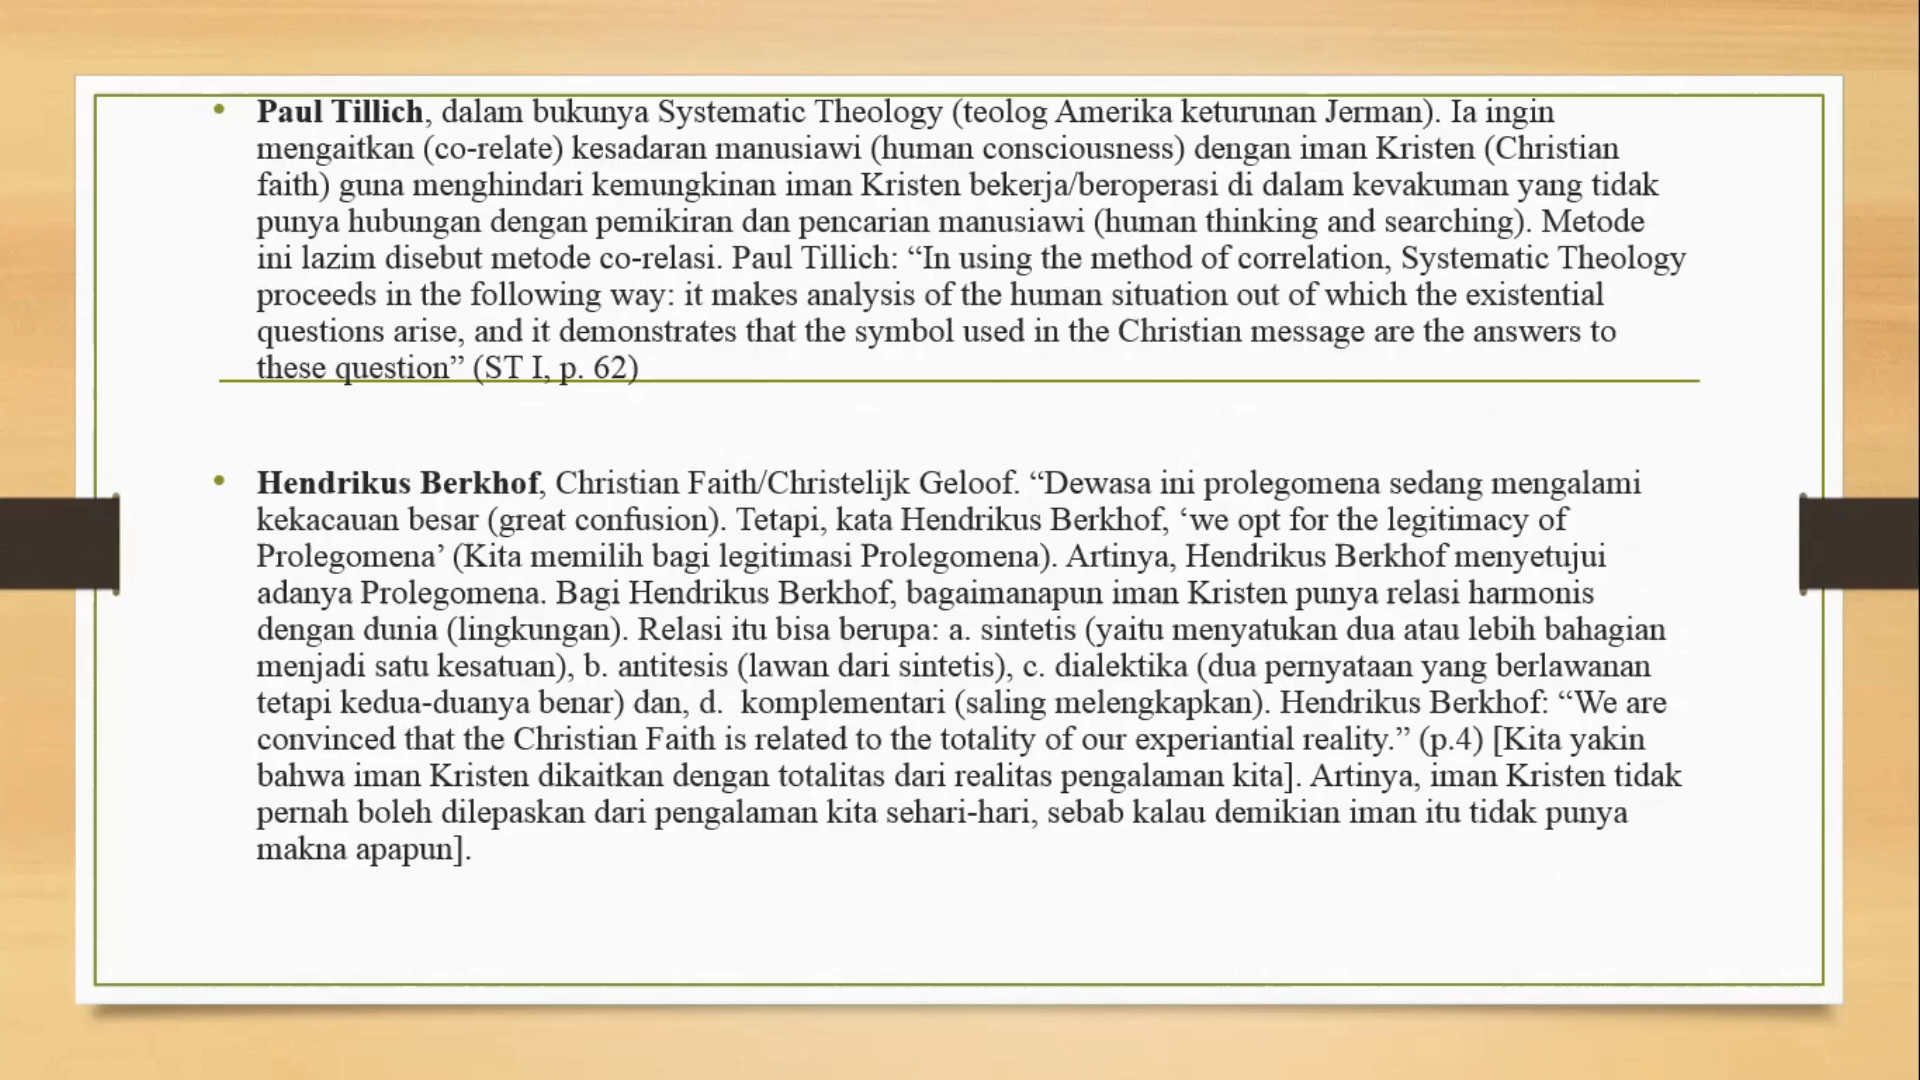 • Paul Tillich, dalam bukunya Systematic Theology (teolog Amerika keturunan Jerman). Ia ingin
mengaitkan (co-relate) kesadaran manusiawi (human consciousness) dengan iman Kristen (Christian
faith) guna menghindari kemungkinan iman Kristen bekerja/beroperasi di dalam kevakuman yang tidak
punya hubungan dengan pemikiran dan pencarian manusiawi (human thinking and searching). Metode
ini lazim disebut metode co-relasi. Paul Tillich: “In using the method of correlation, Systematic Theology
proceeds in the following way: it makes analysis of the human situation out of which the existential
questions arise, and it demonstrates that the symbol used in the Christian message are the answers to
these question” (ST I, p. 62)
• Hendrikus Berkhof, Christian Faith/Christelijk Geloof. “Dewasa ini prolegomena sedang mengalami
kekacauan besar (great confusion). Tetapi, kata Hendrikus Berkhof, ‘we opt for the legitimacy of
Prolegomena’ (Kita memilih bagi legitimasi Prolegomena). Artinya, Hendrikus Berkhof menyetujui
adanya Prolegomena. Bagi Hendrikus Berkhof, bagaimanapun iman Kristen punya relasi harmonis
dengan dunia (lingkungan). Relasi itu bisa berupa: a. sintetis (yaitu menyatukan dua atau lebih bahagian
menjadi satu kesatuan), b. antitesis (lawan dari sintetis), c. dialektika (dua pernyataan yang berlawanan
tetapi kedua-duanya benar) dan, d.  komplementari (saling melengkapkan). Hendrikus Berkhof: “We are
convinced that the Christian Faith is related to the totality of our experiantial reality.” (p.4) [Kita yakin
bahwa iman Kristen dikaitkan dengan totalitas dari realitas pengalaman kita]. Artinya, iman Kristen tidak
pernah boleh dilepaskan dari pengalaman kita sehari-hari, sebab kalau demikian iman itu tidak punya
makna apapun].